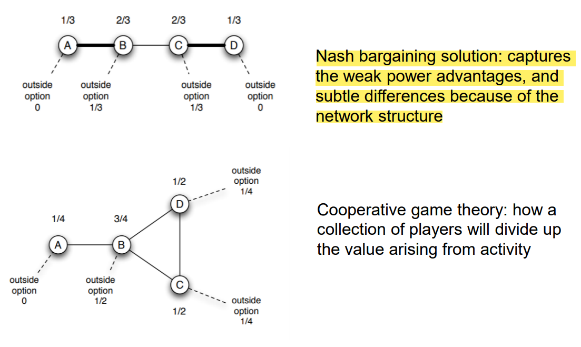 1/3 2/3 2/3 1/3
A B C D
outside outside outside outside
option option option option
0 1/3 1/3 0
Nash bargaining solution: captures
the weak power advantages, and
subtle differences because of the
network structure
outside
option
1/4
1/2
D
1/4 3/4
A B
outside
option
0
outside
option
1/2
C
1/2
outside
option
1/4
Cooperative game theory: how a
collection of players will divide up
the value arising from activity